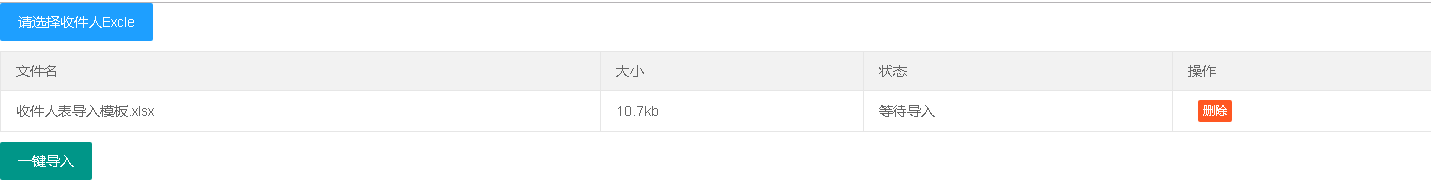 请选择收件人Excle
文件名 大小 状态 操作
收件人表导入模板.xlsx 10.7kb 等待导入 删除
一键导入